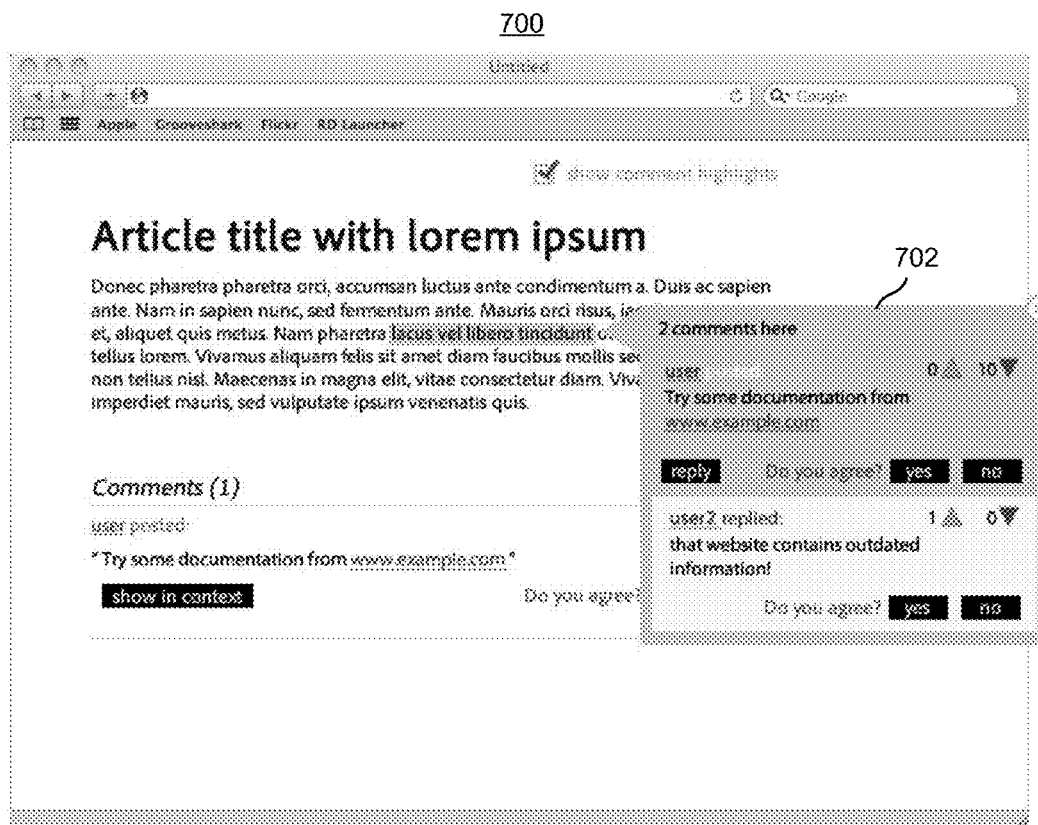 700
Untitled
Google
Apple Grooveshark Flickr RD Launcher
show comment highlights
Article title with lorem ipsum
702
Donec pharetra pharetra orci, accumsan luctus ante condimentum a. Duis ac sapien
ante. Nam in sapien nunc, sed fermentum ante. Mauris orci risus,
et, aliquet quis metus. Nam pharetra lacus vel libero tincidunt
tellus lorem. Vivamus aliquam felis sit amet diam faucibus mollis
non tellus nisl. Maecenas in magna elit, vitae consectetur diam.
imperdiet mauris, sed vulputate ipsum venenatis quis.
2 comments here
user
0 10
Try some documentation from
www.example.com
reply Do you agree? yes no
user2 replied:
1 0
that website contains outdated
information!
Do you agree? yes no
Comments (1)
user posted:
"Try some documentation from www.example.com"
show in context Do you agree?